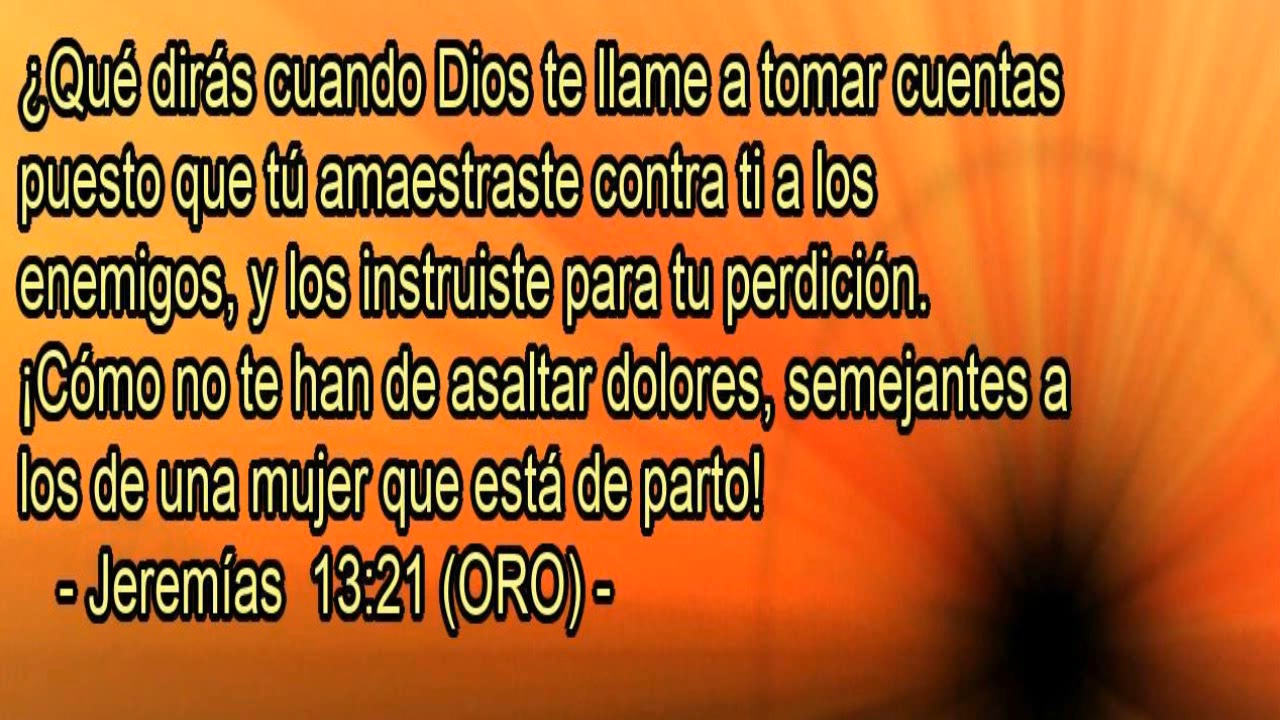 ¿Qué dirás cuando Dios te llame a tomar cuentas
puesto que tú amaestraste contra ti a los
enemigos, y los instruiste para tu perdición.
¡Cómo no te han de asaltar dolores, semejantes a
los de una mujer que está de parto!
- Jeremías 13:21 (ORO) -